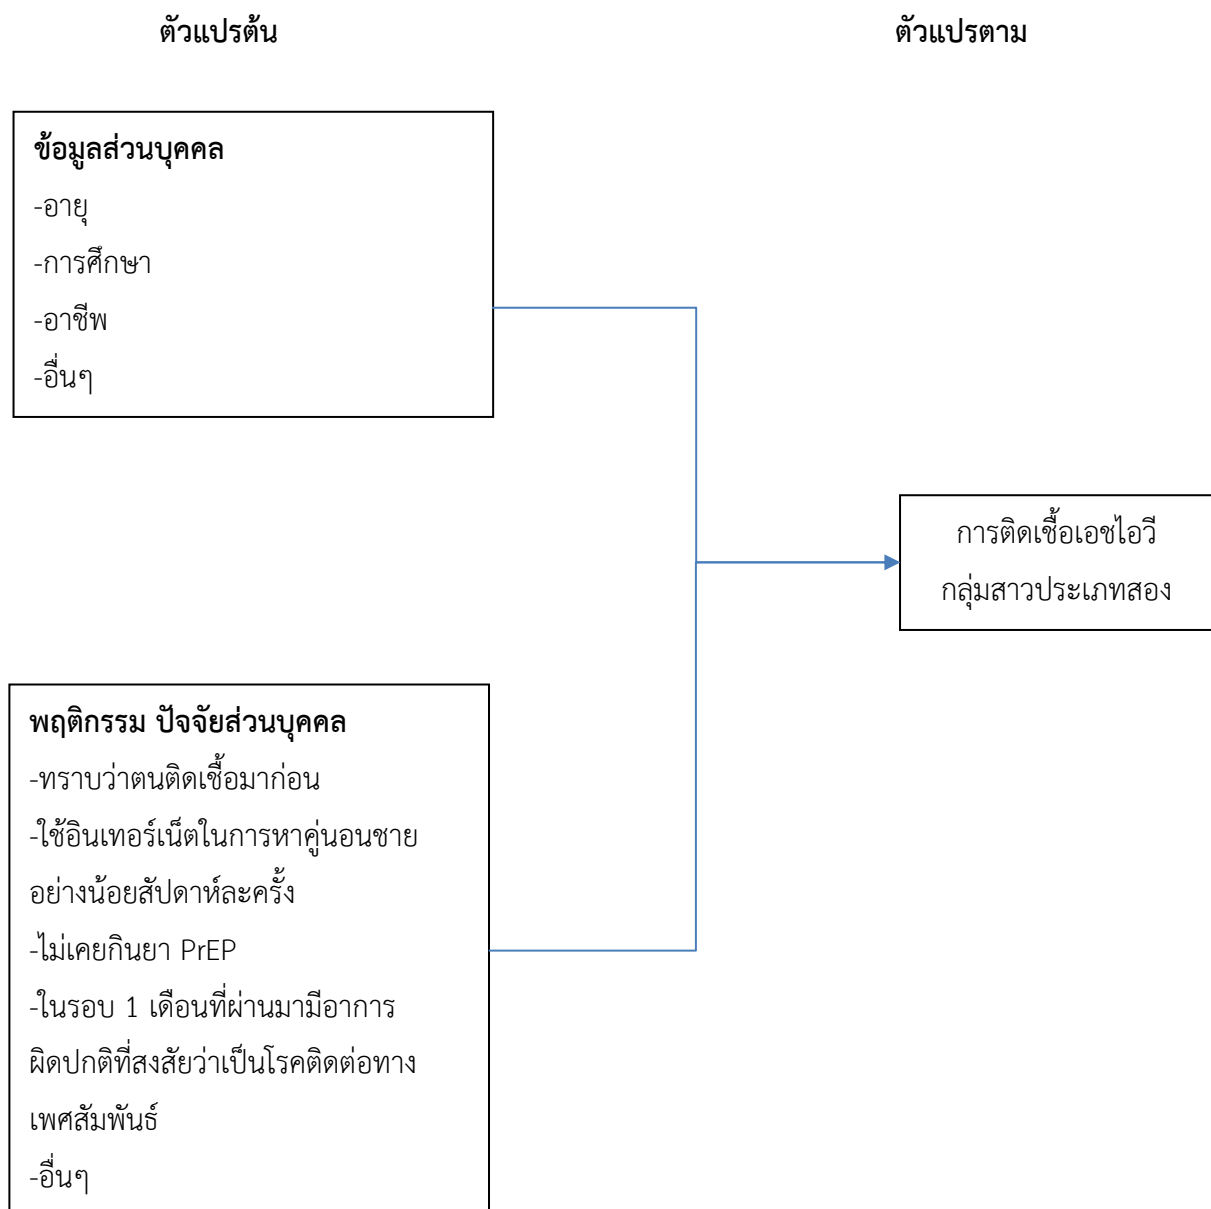 ตัวแปรต้น
ตัวแปรตาม
ข้อมูลส่วนบุคคล
-อายุ
-การศึกษา
-อาชีพ
-อื่นๆ
การติดเชื้อเอชไอวี
กลุ่มสาวประเภทสอง
พฤติกรรม ปัจจัยส่วนบุคคล
-ทราบว่าตนติดเชื้อมาก่อน
-ใช้อินเทอร์เน็ตในการหาคู่นอนชาย
อย่างน้อยสัปดาห์ละครั้ง
-ไม่เคยกินยา PrEP
-ในรอบ 1 เดือนที่ผ่านมามีอาการ
ผิดปกติที่สงสัยว่าเป็นโรคติดต่อทาง
เพศสัมพันธ์
-อื่นๆ